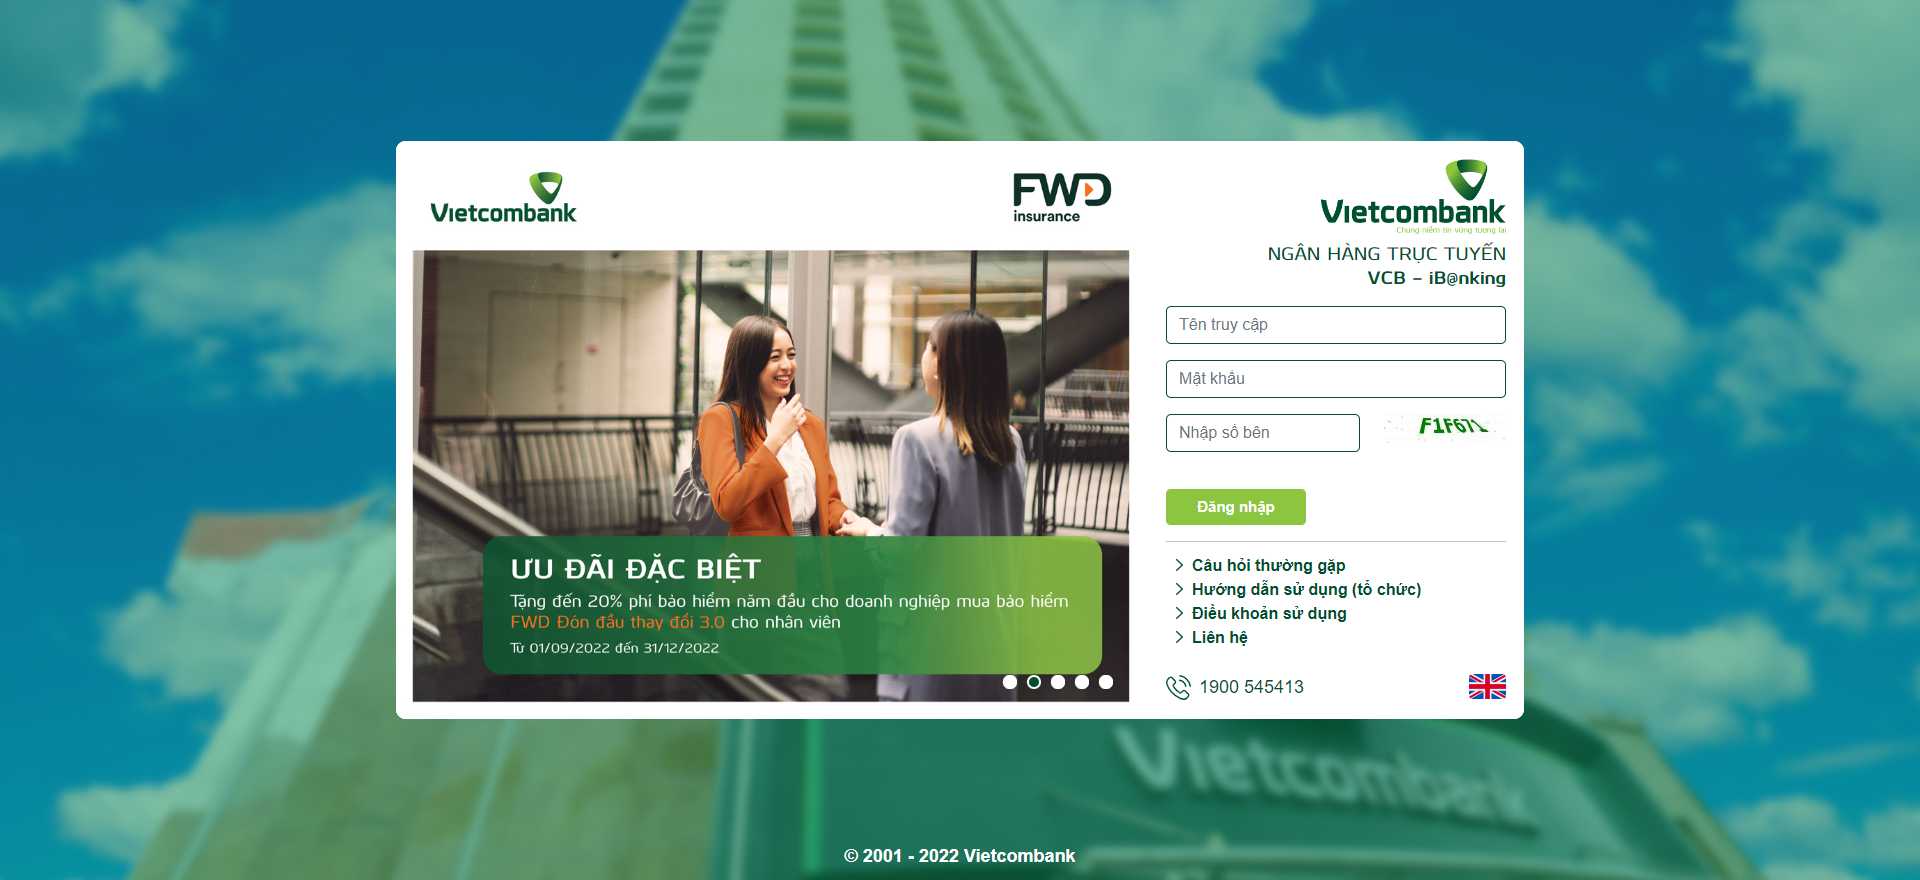 Vietcombank
FWD
insurance
ƯU ĐÃI ĐẶC BIỆT
Tặng đến 20% phí bảo hiểm năm đầu cho doanh nghiệp mua bảo hiểm
FWD Đón đầu thay đổi 3.0 cho nhân viên
Từ 01/09/2022 đến 31/12/2022
Vietcombank
Chung niềm tin vững tương lai
NGÂN HÀNG TRỰC TUYẾN
VCB – iB@nking
Tên truy cập
Mật khẩu
Nhập số bên
F1F671
Đăng nhập
Câu hỏi thường gặp
Hướng dẫn sử dụng (tổ chức)
Điều khoản sử dụng
Liên hệ
1900 545413
Vietcombank
© 2001 - 2022 Vietcombank